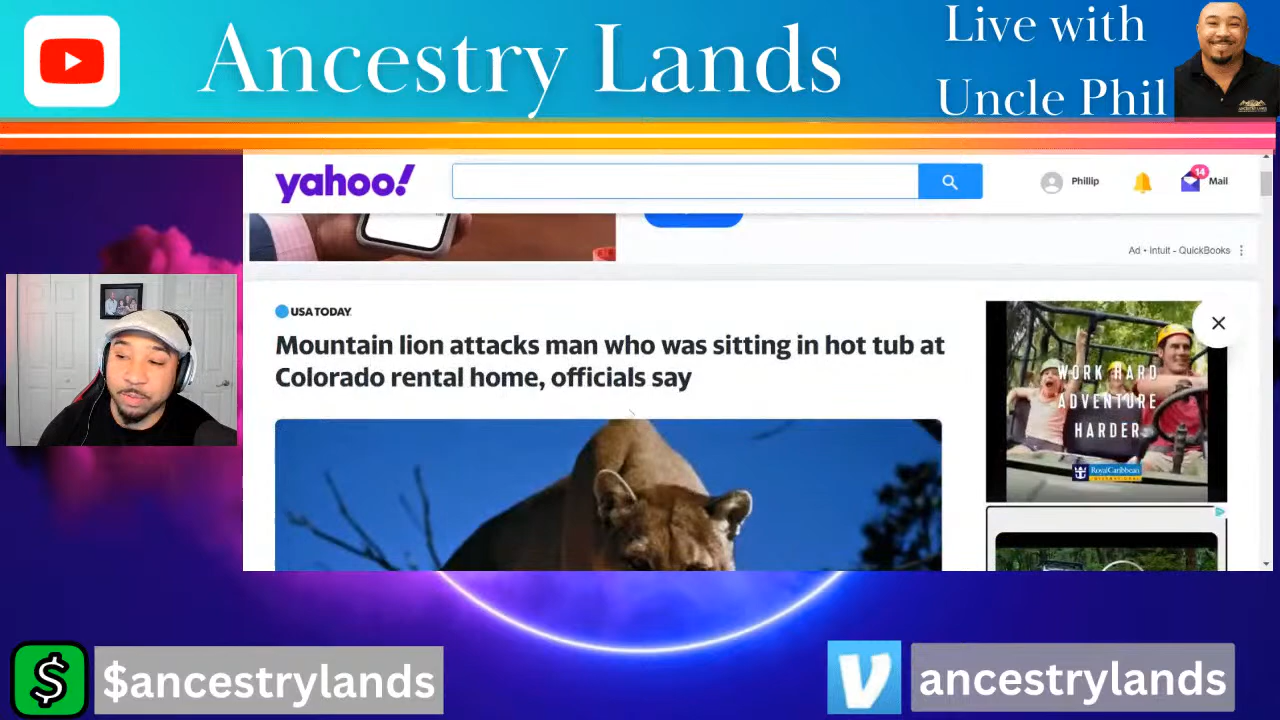 Ancestry Lands
Live with
Uncle Phil
yahoo!
Phillip
14
Mail
Ad • Intuit - QuickBooks
USA TODAY
Mountain lion attacks man who was sitting in hot tub at
Colorado rental home, officials say
WORK HARD
ADVENTURE
HARDER
RoyalCaribbean
$ancestrylands
ancestrylands